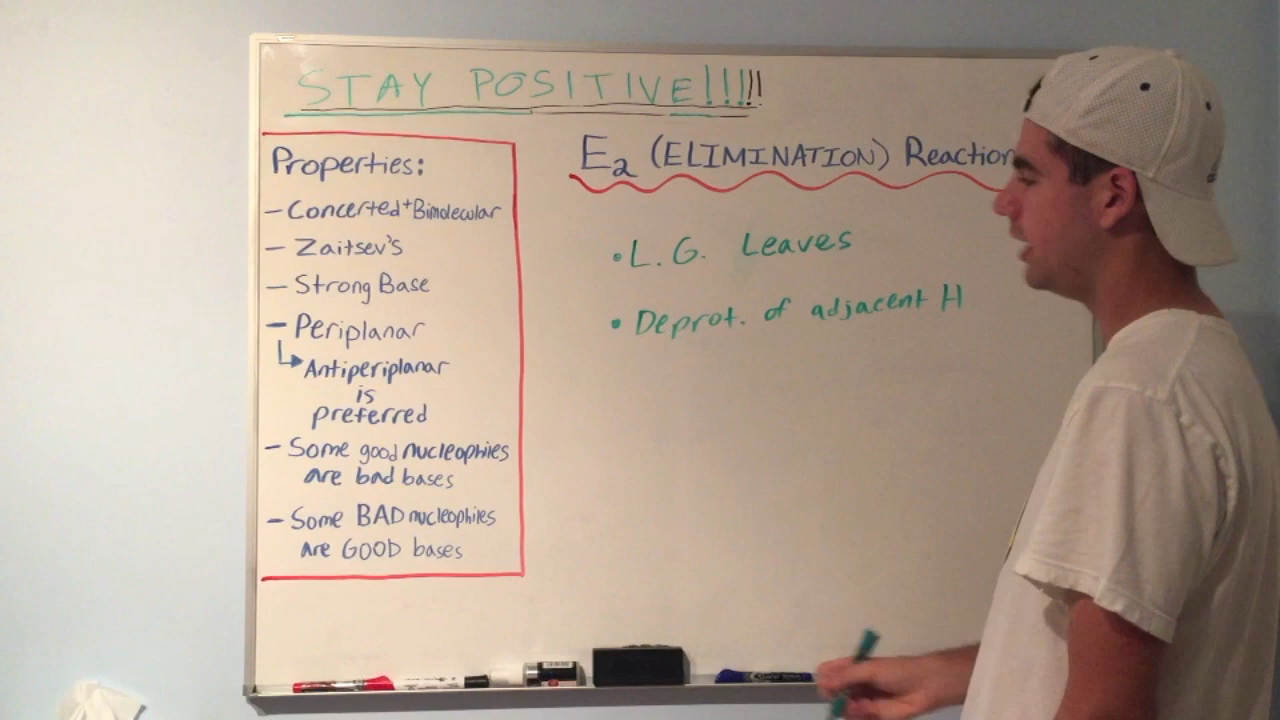 STAY POSITIVE!!!!!!
Properties:
- Concerted + Bimolecular
- Zaitsev's
- Strong Base
- Periplanar
↳ Antiperiplanar
is
preferred
- Some good nucleophiles
are bad bases
- Some BAD nucleophiles
are GOOD bases
E2 (ELIMINATION) Reaction
• L.G. Leaves
• Deprot. of adjacent H